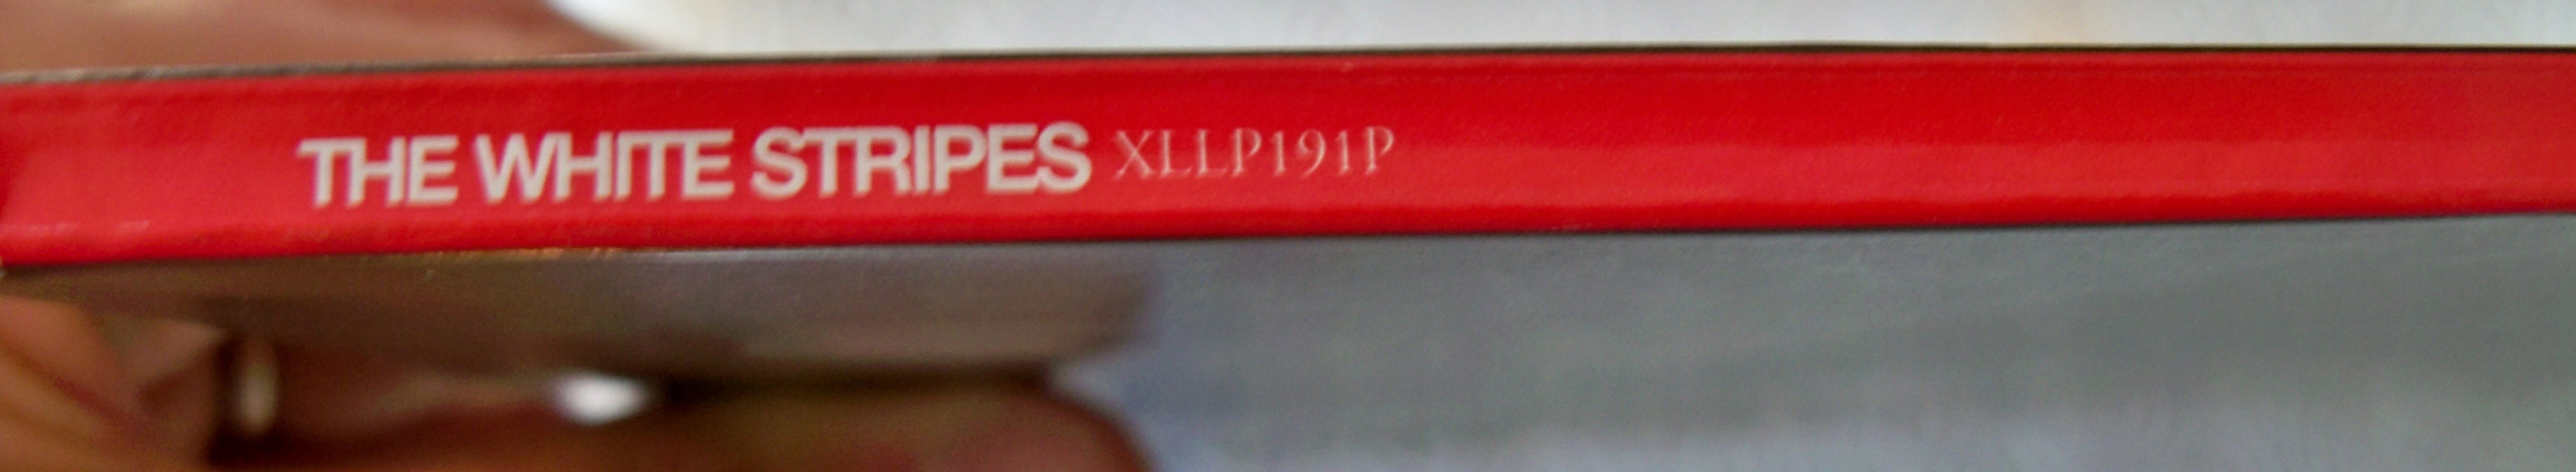 THE WHITE STRIPES XLLP191P